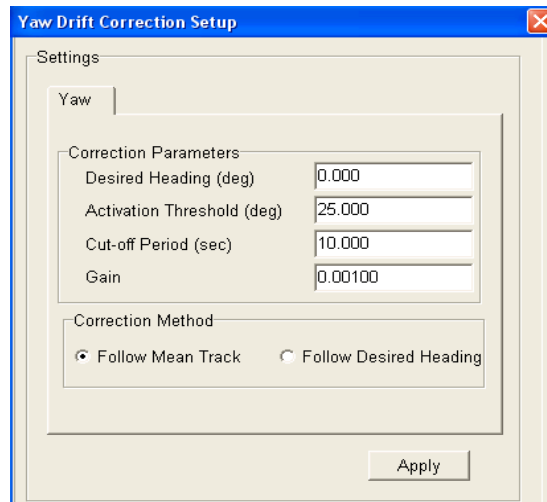 Yaw Drift Correction Setup
Settings
Yaw
Correction Parameters
Desired Heading (deg) 0.000
Activation Threshold (deg) 25.000
Cut-off Period (sec) 10.000
Gain 0.00100
Correction Method
Follow Mean Track Follow Desired Heading
Apply